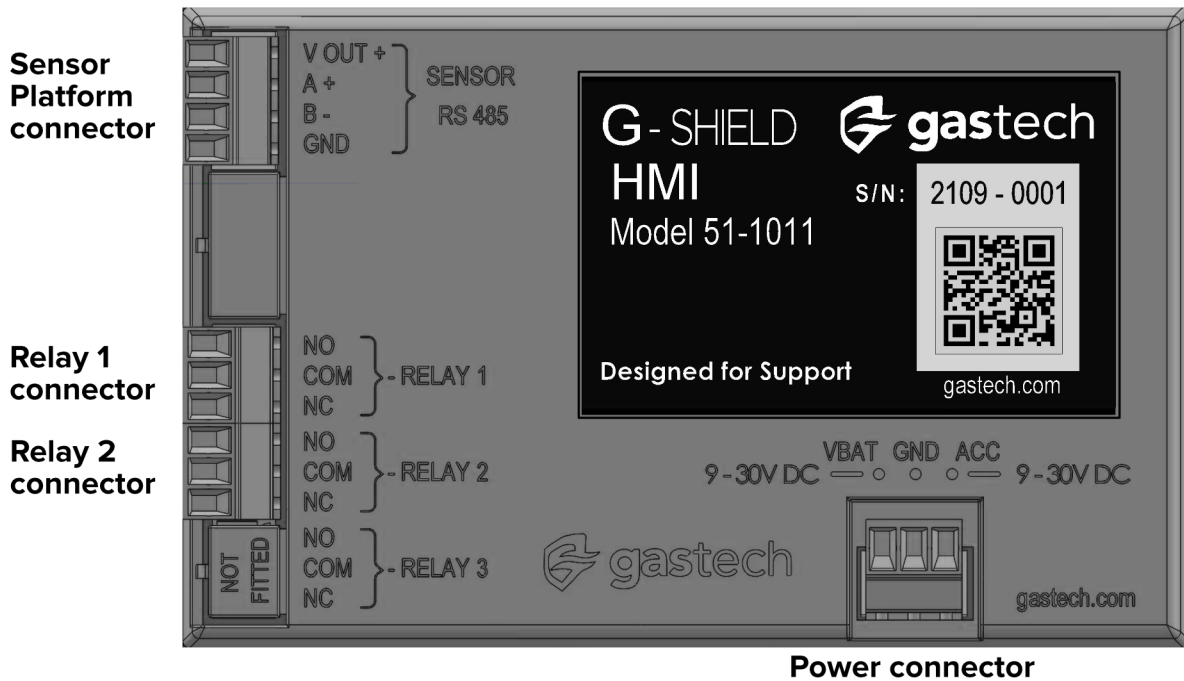 Sensor
Platform
connector
V OUT +
A +
B -
GND
SENSOR
RS 485
G - SHIELD
HMI
Model 51-1011
gastech
S/N:
2109 - 0001
Designed for Support
gastech.com
Relay 1
connector
NO
COM
NC
- RELAY 1
Relay 2
connector
NO
COM
NC
- RELAY 2
NOT
FITTED
NO
COM
NC
- RELAY 3
gastech
VBAT GND ACC
9 - 30V DC
9 - 30V DC
gastech.com
Power connector